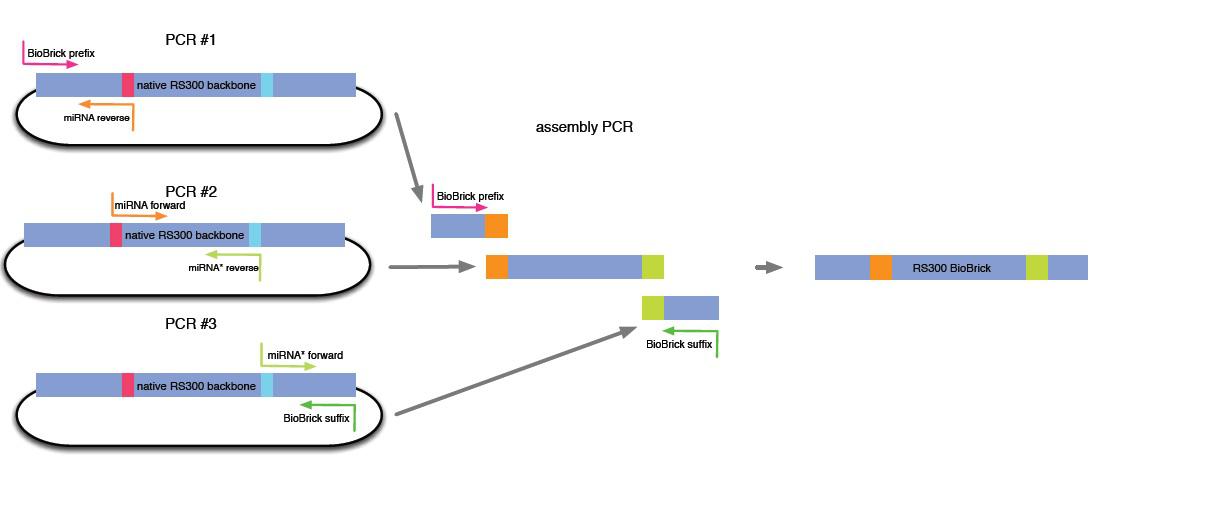 PCR #1
BioBrick prefix
native RS300 backbone
miRNA reverse
assembly PCR
PCR #2
miRNA forward
native RS300 backbone
miRNA* reverse
BioBrick prefix
RS300 BioBrick
PCR #3
miRNA* forward
native RS300 backbone
BioBrick suffix
BioBrick suffix